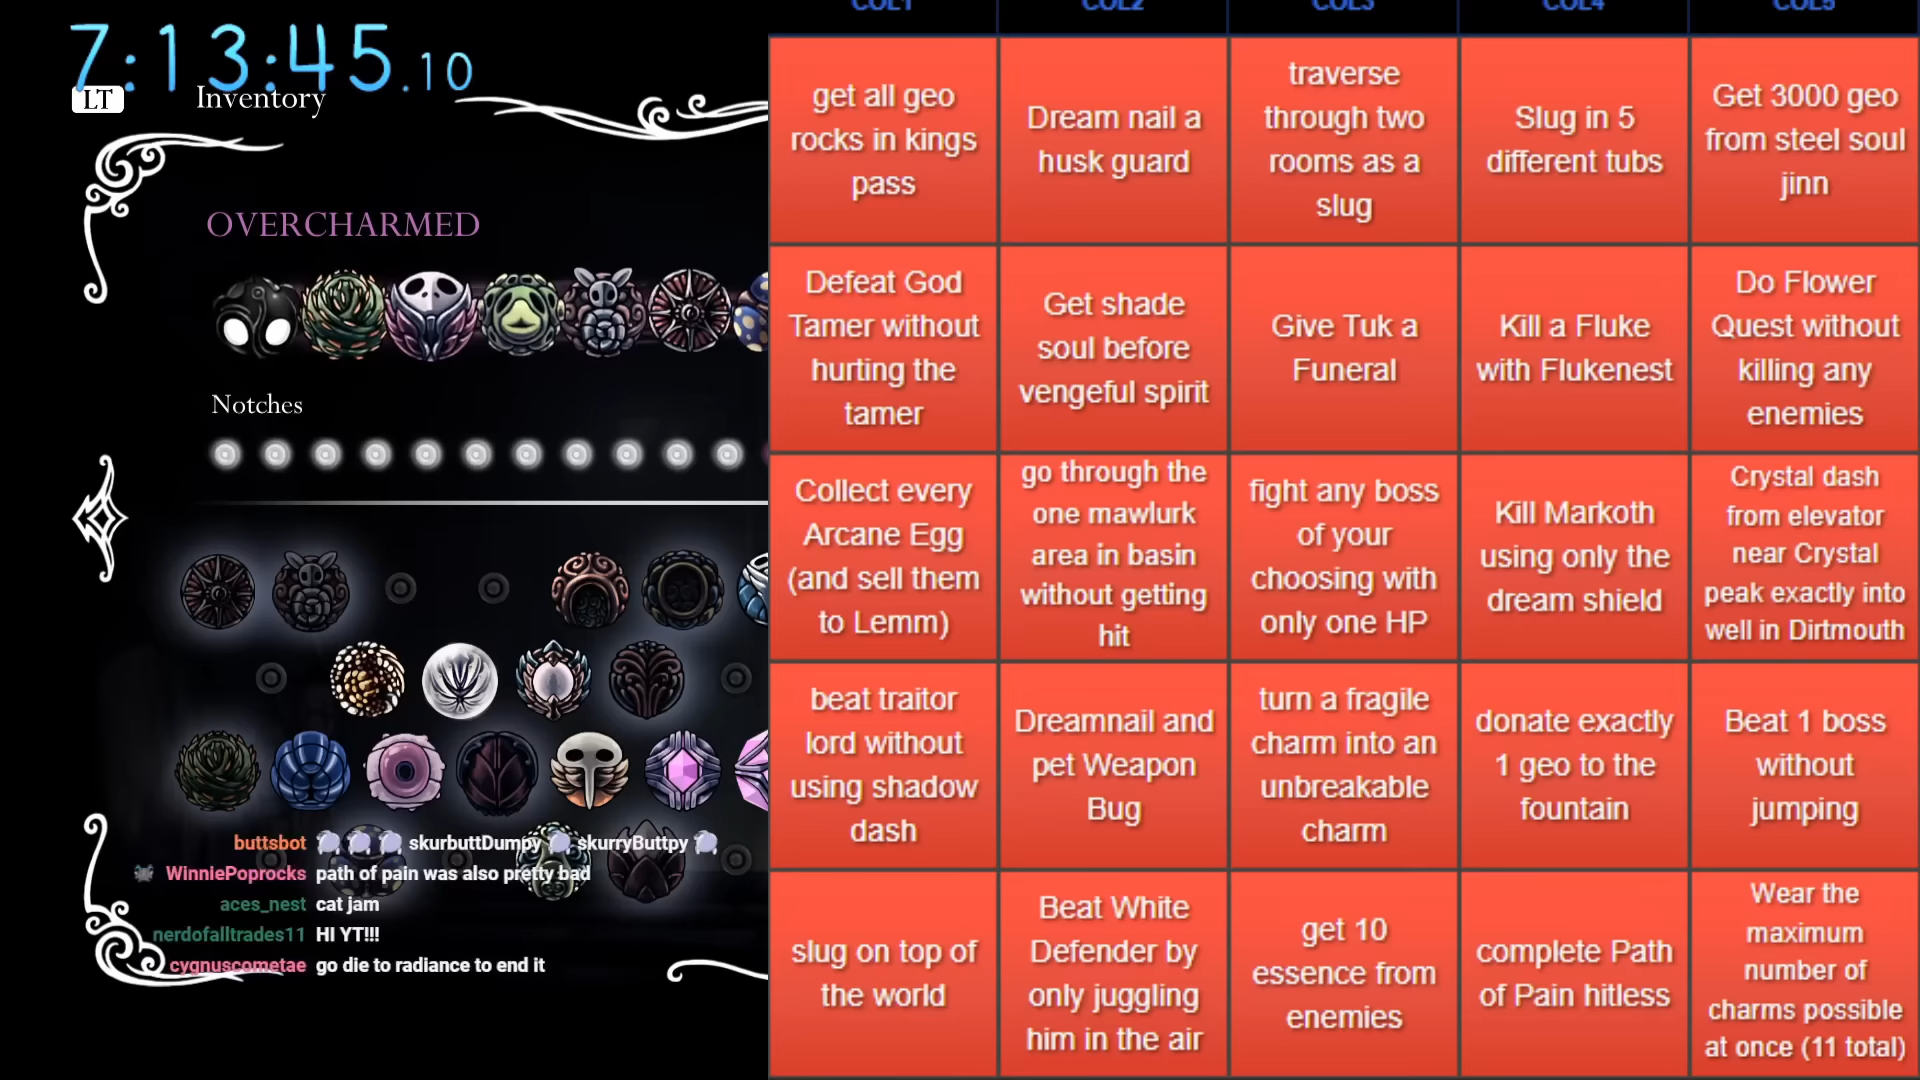 7:13:45.10
LT
Inventory
OVERCHARMED
Notches
buttsbot skurbuttDumpy skurryButtpy
WinniePoprocks path of pain was also pretty bad
aces_nest cat jam
nerdofalltrades11 HI YT!!!
cygnuscometae go die to radiance to end it
COL1 COL2 COL3 COL4 COL5
get all geo
rocks in kings
pass
Dream nail a
husk guard
traverse
through two
rooms as a
slug
Slug in 5
different tubs
Get 3000 geo
from steel soul
jinn
Defeat God
Tamer without
hurting the
tamer
Get shade
soul before
vengeful spirit
Give Tuk a
Funeral
Kill a Fluke
with Flukenest
Do Flower
Quest without
killing any
enemies
Collect every
Arcane Egg
(and sell them
to Lemm)
go through the
one mawlurk
area in basin
without getting
hit
fight any boss
of your
choosing with
only one HP
Kill Markoth
using only the
dream shield
Crystal dash
from elevator
near Crystal
peak exactly into
well in Dirtmouth
beat traitor
lord without
using shadow
dash
Dreamnail and
pet Weapon
Bug
turn a fragile
charm into an
unbreakable
charm
donate exactly
1 geo to the
fountain
Beat 1 boss
without
jumping
slug on top of
the world
Beat White
Defender by
only juggling
him in the air
get 10
essence from
enemies
complete Path
of Pain hitless
Wear the
maximum
number of
charms possible
at once (11 total)